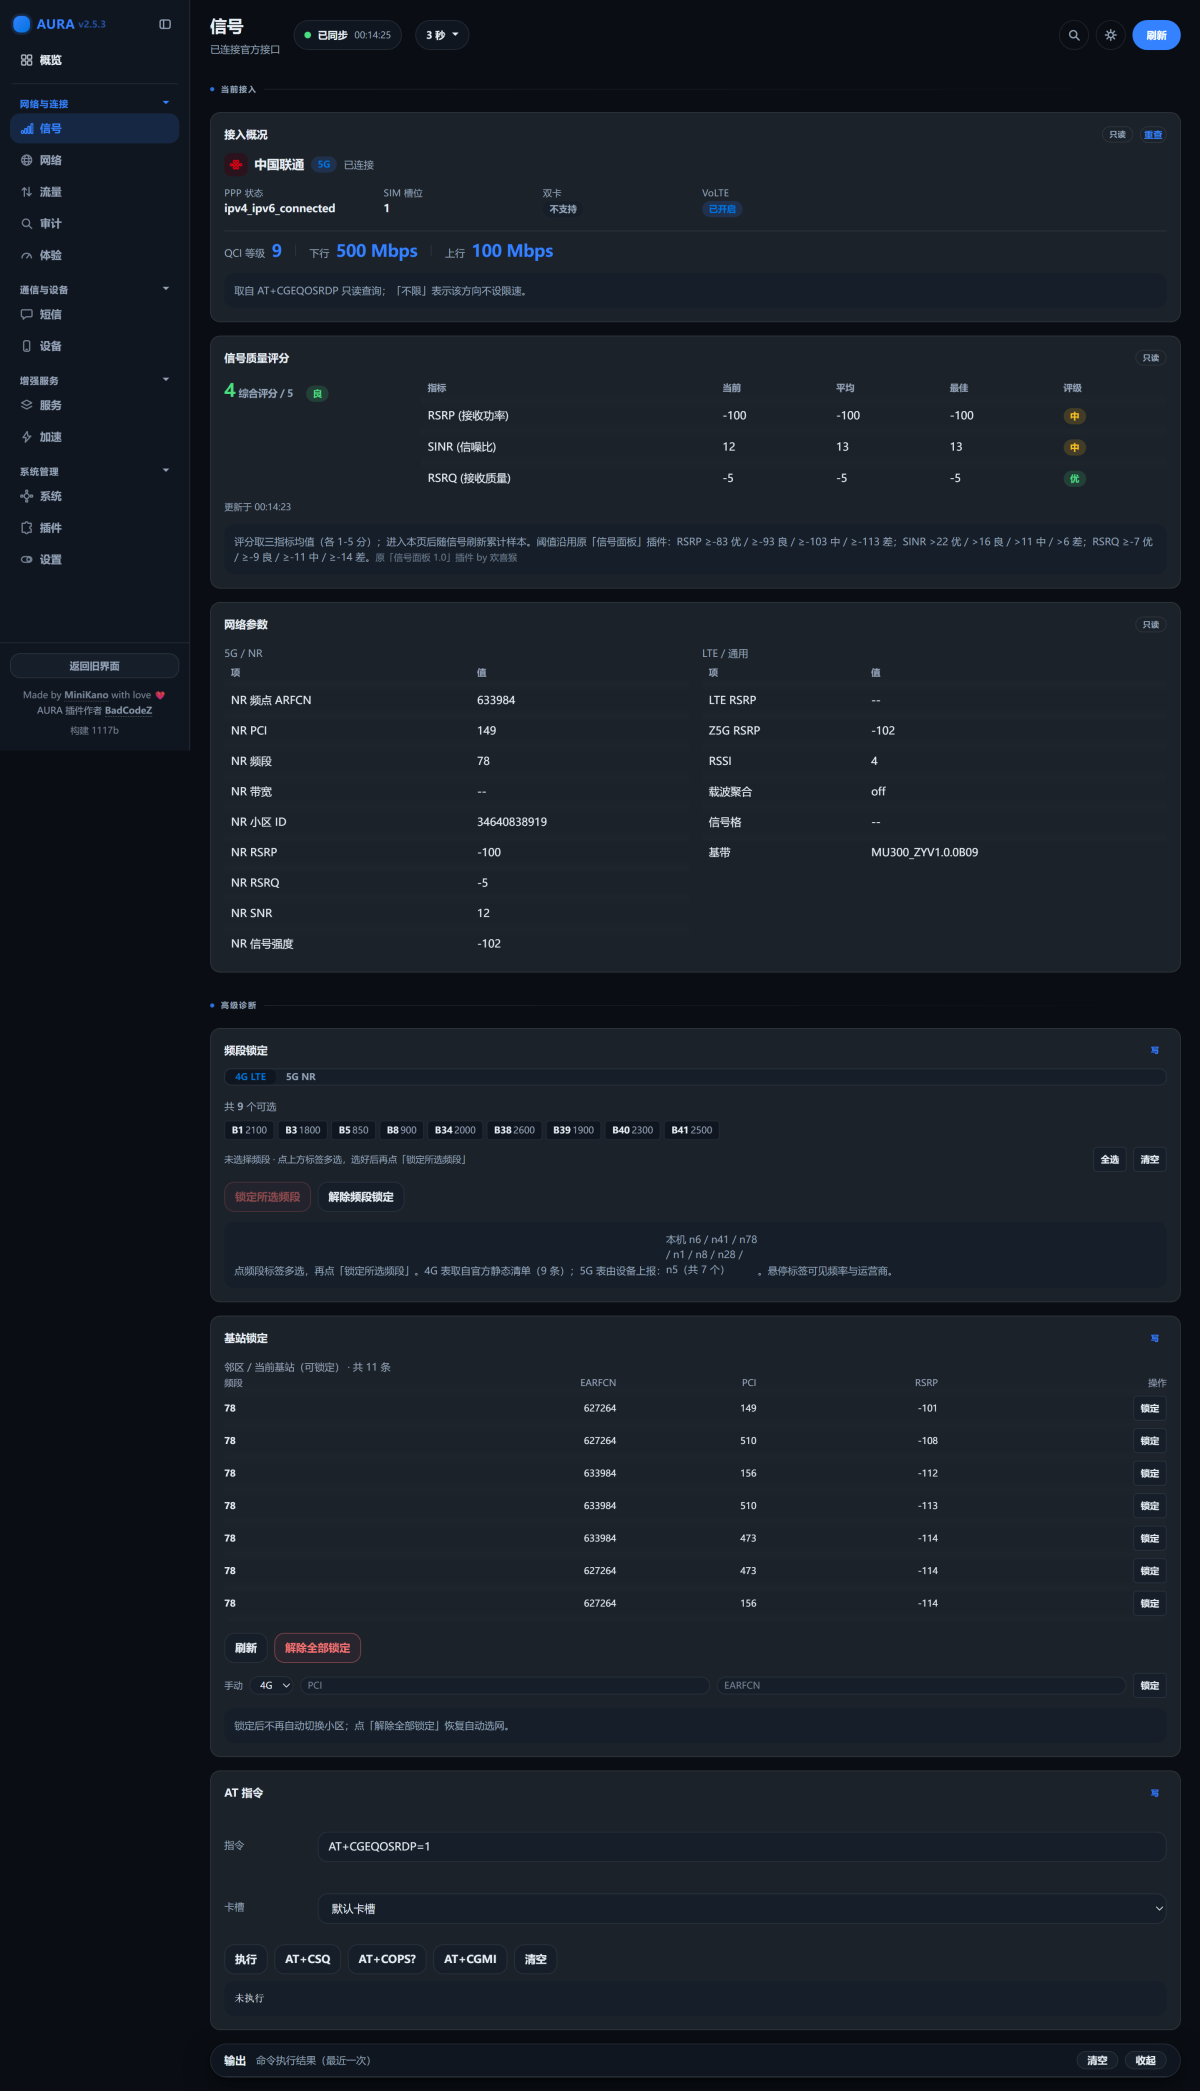 AURA v2.5.3
概览
网络与连接
信号
网络
流量
审计
体验
通信与设备
短信
设备
增强服务
服务
加速
系统管理
系统
插件
设置
返回旧界面
Made by MiniKano with love
AURA 插件作者 BadCodeZ
构建 1117b
信号
已连接官方接口
已同步 00:14:25
3 秒
刷新
当前接入
接入概况
只读 重查
中国联通 5G 已连接
PPP 状态 SIM 槽位 双卡 VoLTE
ipv4_ipv6_connected 1 不支持 已开启
QCI 等级 9 下行 500 Mbps 上行 100 Mbps
取自 AT+CGEQOSRDP 只读查询；「不限」表示该方向不设限速。
信号质量评分
只读
4 综合评分 / 5 良
指标 当前 平均 最佳 评级
RSRP (接收功率) -100 -100 -100 中
SINR (信噪比) 12 13 13 中
RSRQ (接收质量) -5 -5 -5 优
更新于 00:14:23
评分取三指标均值（各 1-5 分）；进入本页后随信号刷新累计样本。阈值沿用原「信号面板」插件：RSRP ≥-83 优 / ≥-93 良 / ≥-103 中 / ≥-113 差；SINR >22 优 / >16 良 / >11 中 / >6 差；RSRQ ≥-7 优
/ ≥-9 良 / ≥-11 中 / ≥-14 差。原「信号面板 1.0」插件 by 欢喜猴
网络参数
只读
5G / NR
项 值
NR 频点 ARFCN 633984
NR PCI 149
NR 频段 78
NR 带宽 --
NR 小区 ID 34640838919
NR RSRP -100
NR RSRQ -5
NR SNR 12
NR 信号强度 -102
LTE / 通用
项 值
LTE RSRP --
Z5G RSRP -102
RSSI 4
载波聚合 off
信号格 --
基带 MU300_ZYV1.0.0B09
高级诊断
频段锁定
写
4G LTE 5G NR
共 9 个可选
B1 2100 B3 1800 B5 850 B8 900 B34 2000 B38 2600 B39 1900 B40 2300 B41 2500
未选择频段 · 点上方标签多选，选好后再点「锁定所选频段」
全选 清空
锁定所选频段 解除频段锁定
点频段标签多选，再点「锁定所选频段」。4G 表取自官方静态清单（9 条）；5G 表由设备上报：
本机 n6 / n41 / n78
/ n1 / n8 / n28 /
n5（共 7 个）
。悬停标签可见频率与运营商。
基站锁定
写
邻区 / 当前基站（可锁定） · 共 11 条
频段 EARFCN PCI RSRP 操作
78 627264 149 -101 锁定
78 627264 510 -108 锁定
78 633984 156 -112 锁定
78 633984 510 -113 锁定
78 633984 473 -114 锁定
78 627264 473 -114 锁定
78 627264 156 -114 锁定
刷新 解除全部锁定
手动 4G PCI EARFCN 锁定
锁定后不再自动切换小区；点「解除全部锁定」恢复自动选网。
AT 指令
写
指令 AT+CGEQOSRDP=1
卡槽 默认卡槽
执行 AT+CSQ AT+COPS? AT+CGMI 清空
未执行
输出 命令执行结果（最近一次）
清空 收起